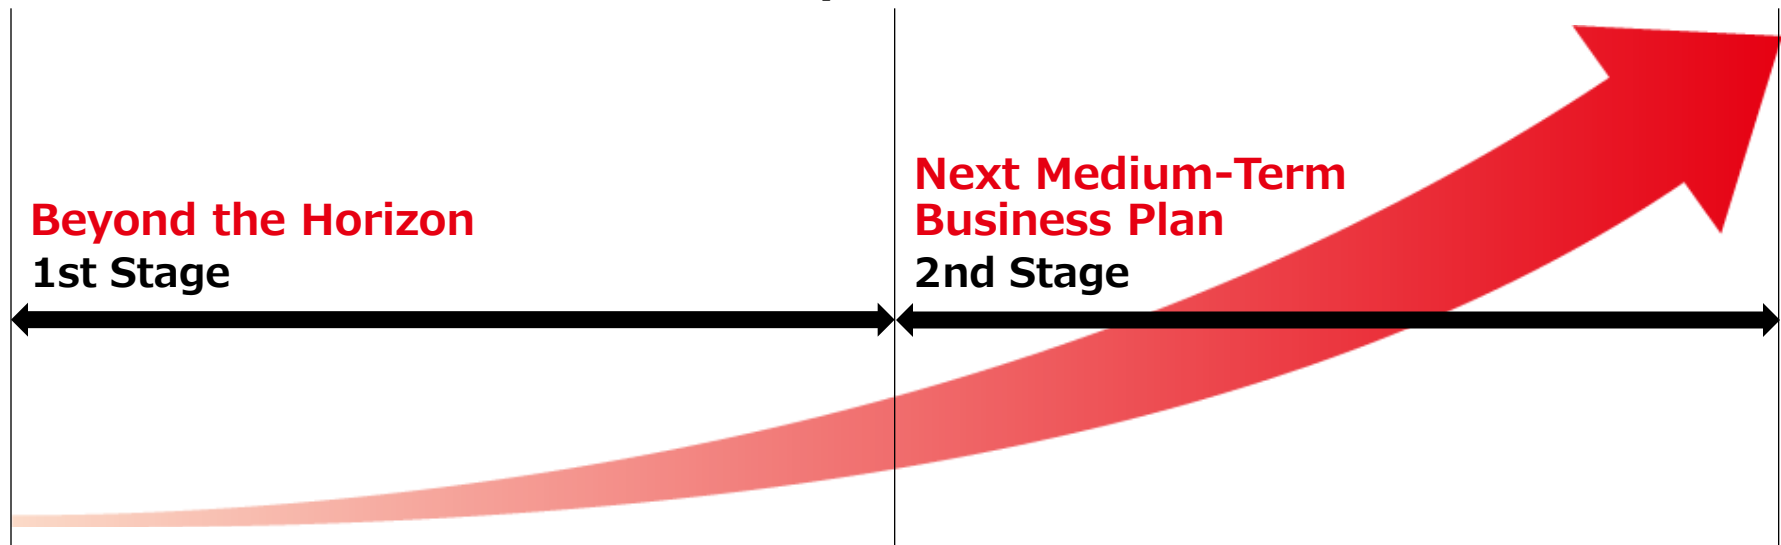 Beyond the Horizon
1st Stage
Next Medium-Term
Business Plan
2nd Stage